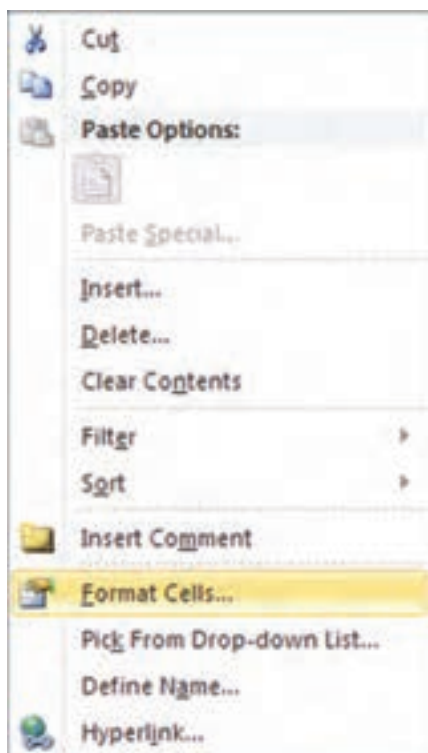 Cut
Copy
Paste Options:
Paste Special...
Insert...
Delete...
Clear Contents
Filter
Sort
Insert Comment
Format Cells...
Pick From Drop-down List...
Define Name...
Hyperlink...